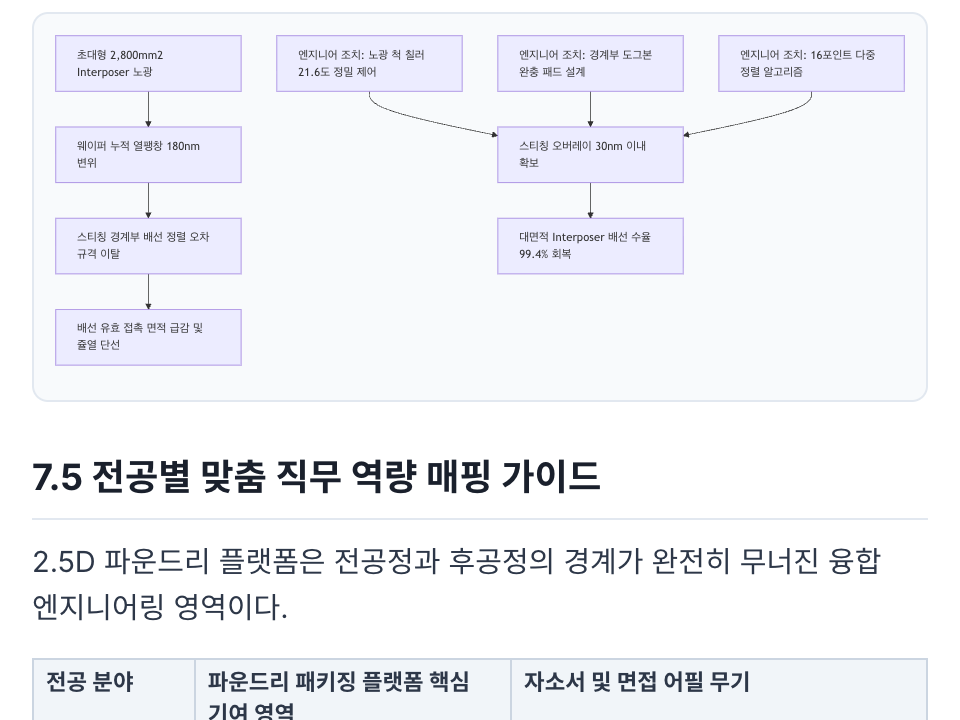 초대형 2,800mm2
Interposer 노광
엔지니어 조치: 노광 척 칠러
21.6도 정밀 제어
엔지니어 조치: 경계부 도그본
완충 패드 설계
엔지니어 조치: 16포인트 다중
정렬 알고리즘
웨이퍼 누적 열팽창 180nm
변위
스티칭 오버레이 30nm 이내
확보
스티칭 경계부 배선 정렬 오차
규격 이탈
대면적 Interposer 배선 수율
99.4% 회복
배선 유효 접촉 면적 급감 및
쥴열 단선
7.5 전공별 맞춤 직무 역량 매핑 가이드
2.5D 파운드리 플랫폼은 전공정과 후공정의 경계가 완전히 무너진 융합
엔지니어링 영역이다.
전공 분야
파운드리 패키징 플랫폼 핵심
기여 영역
자소서 및 면접 어필 무기